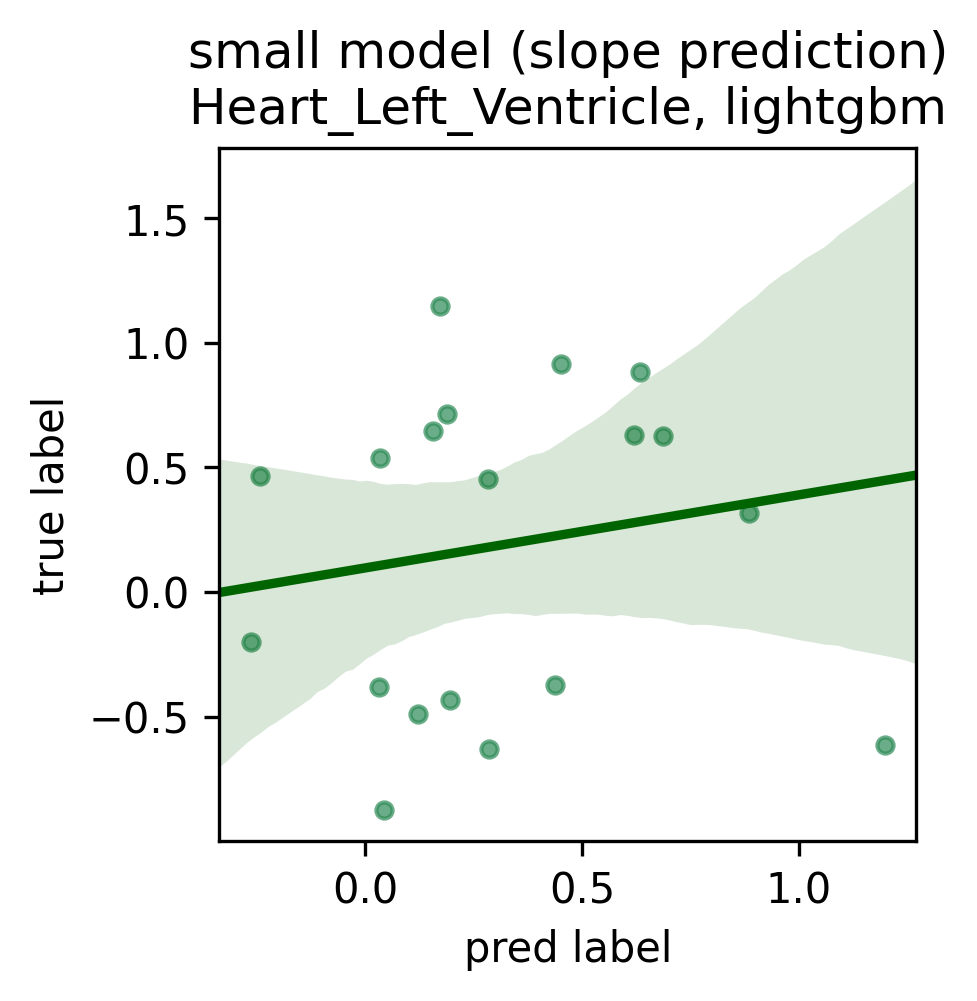 small model (slope prediction)
Heart_Left_Ventricle, lightgbm
1.5
1.0
0.5
0.0
−0.5
true label
0.0 0.5 1.0
pred label